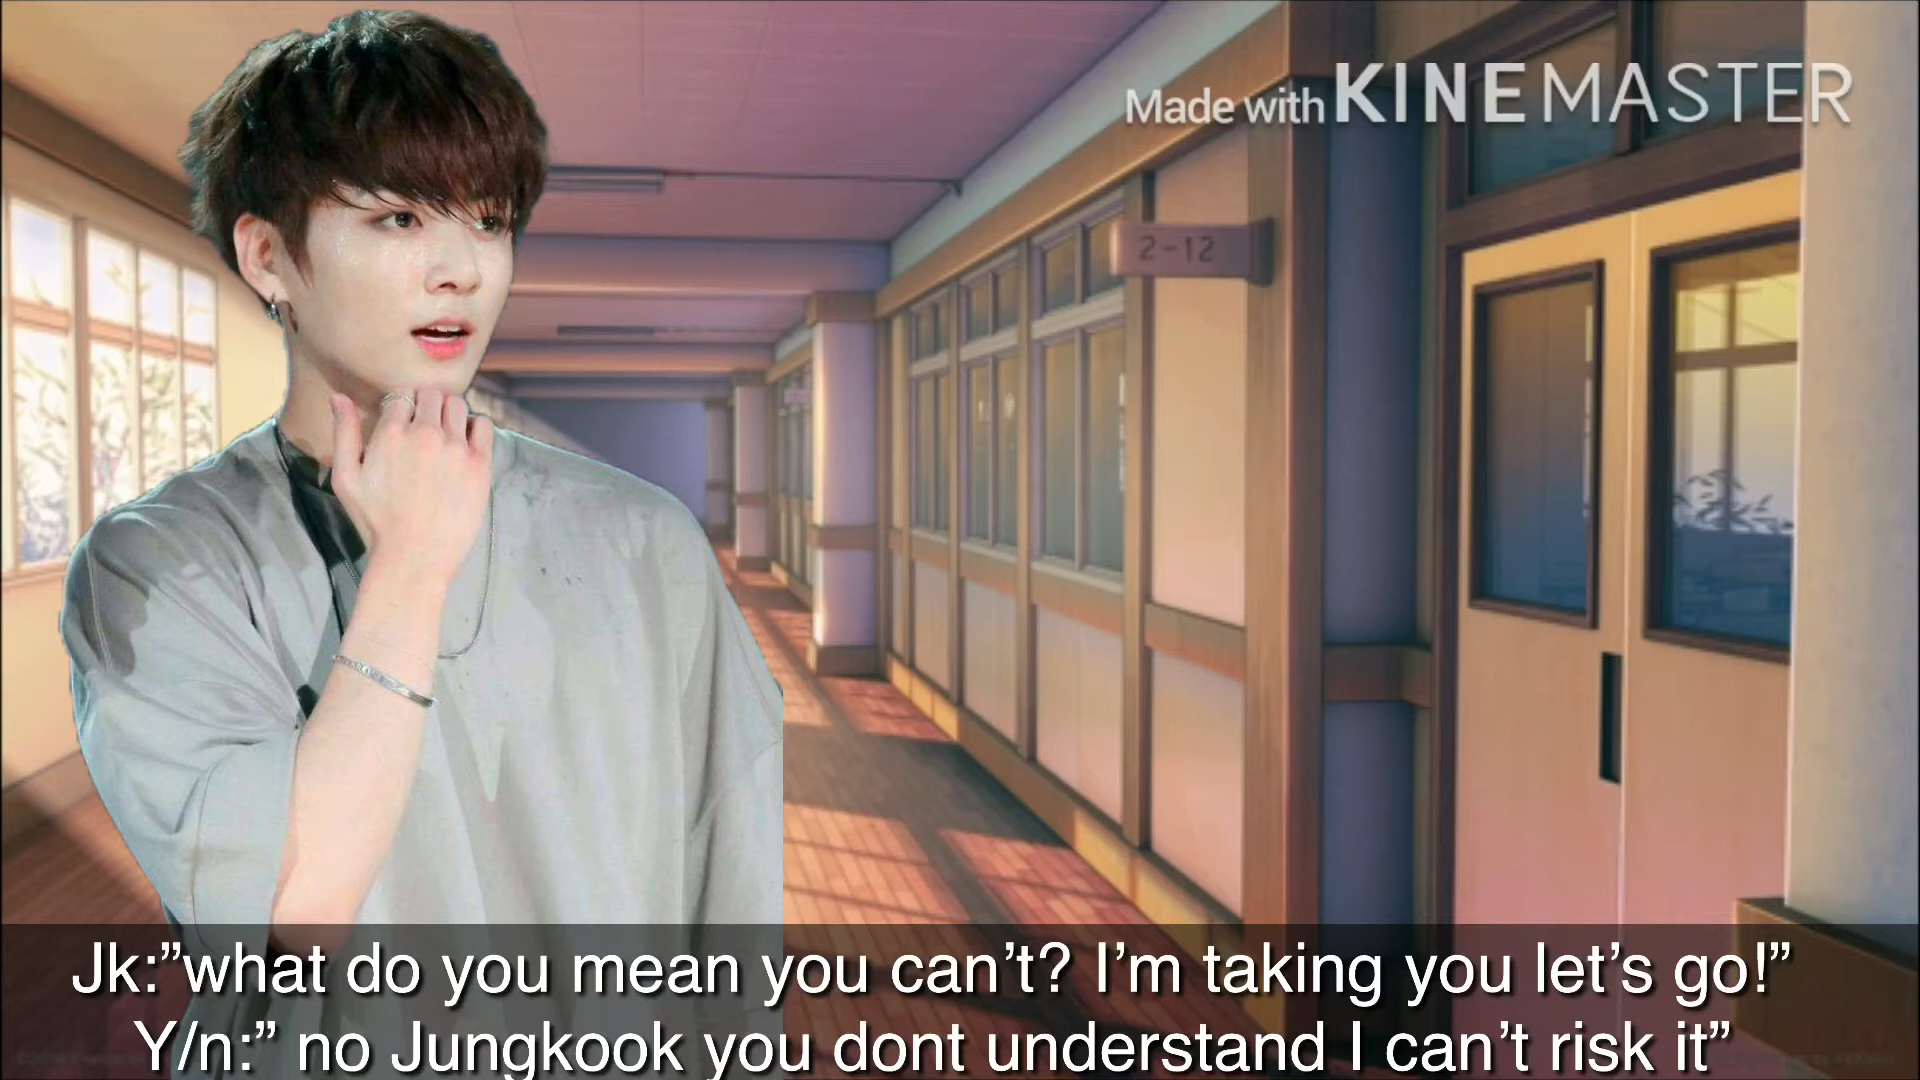 Made with KINEMASTER
2-12
Jk:”what do you mean you can’t? I’m taking you let’s go!”
Y/n:” no Jungkook you dont understand I can’t risk it”